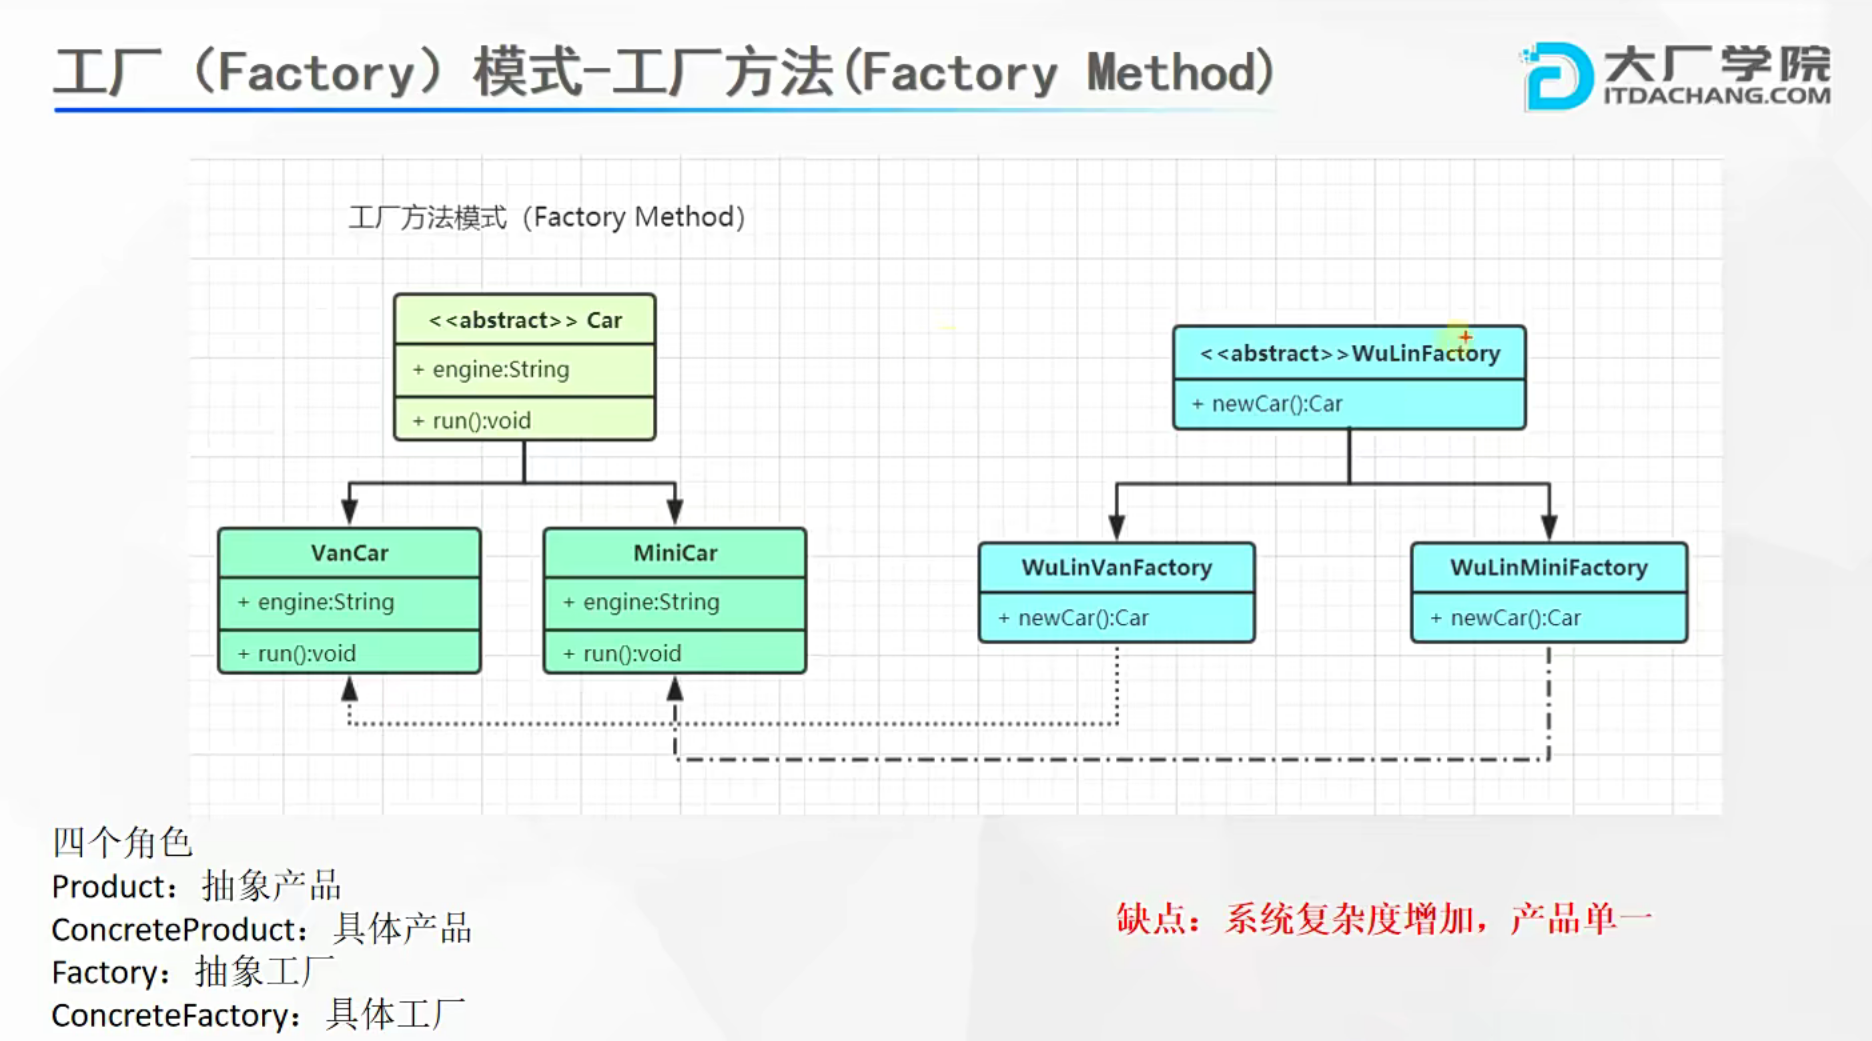 工厂（Factory）模式-工厂方法(Factory Method)
大厂学院
ITDACHANG.COM
工厂方法模式（Factory Method）
<<abstract>> Car
+ engine:String
+ run():void
<<abstract>>WuLinFactory
+ newCar():Car
VanCar
+ engine:String
+ run():void
MiniCar
+ engine:String
+ run():void
WuLinVanFactory
+ newCar():Car
WuLinMiniFactory
+ newCar():Car
四个角色
Product：抽象产品
ConcreteProduct：具体产品
Factory：抽象工厂
ConcreteFactory：具体工厂
缺点：系统复杂度增加，产品单一